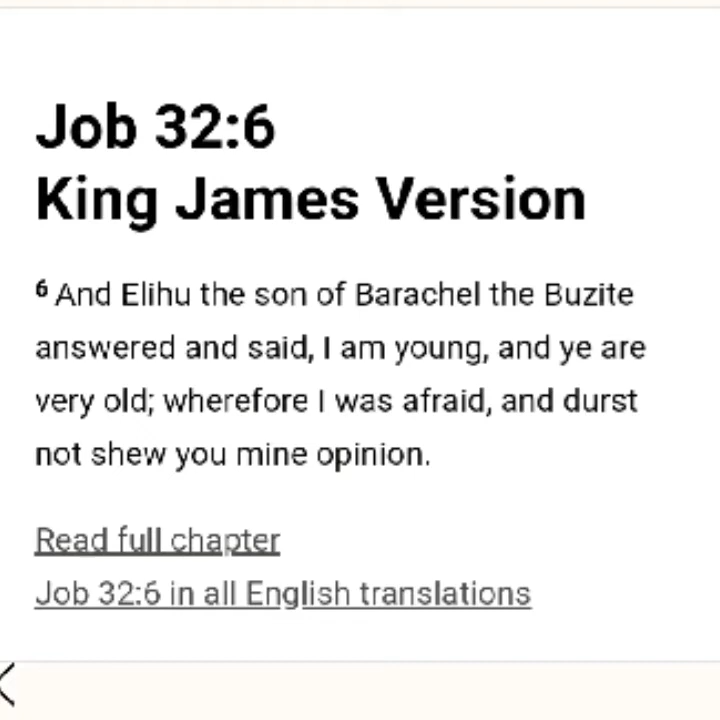 Job 32:6
King James Version
6 And Elihu the son of Barachel the Buzite
answered and said, I am young, and ye are
very old; wherefore I was afraid, and durst
not shew you mine opinion.
Read full chapter
Job 32:6 in all English translations